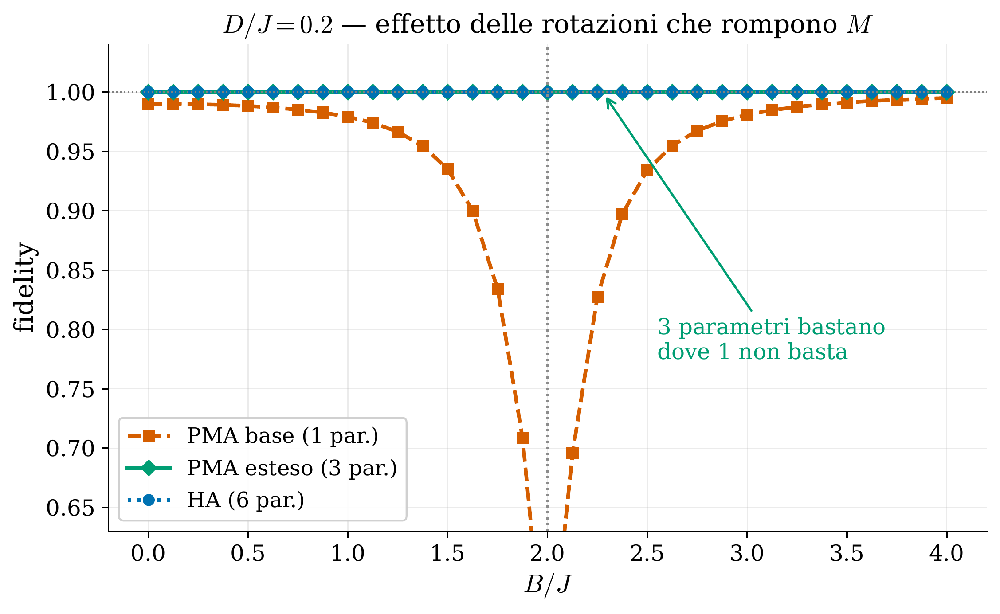 D/J = 0.2 — effetto delle rotazioni che rompono M
fidelity
1.00
0.95
0.90
0.85
0.80
0.75
0.70
0.65
3 parametri bastano
dove 1 non basta
PMA base (1 par.)
PMA esteso (3 par.)
HA (6 par.)
0.0 0.5 1.0 1.5 2.0 2.5 3.0 3.5 4.0
B/J